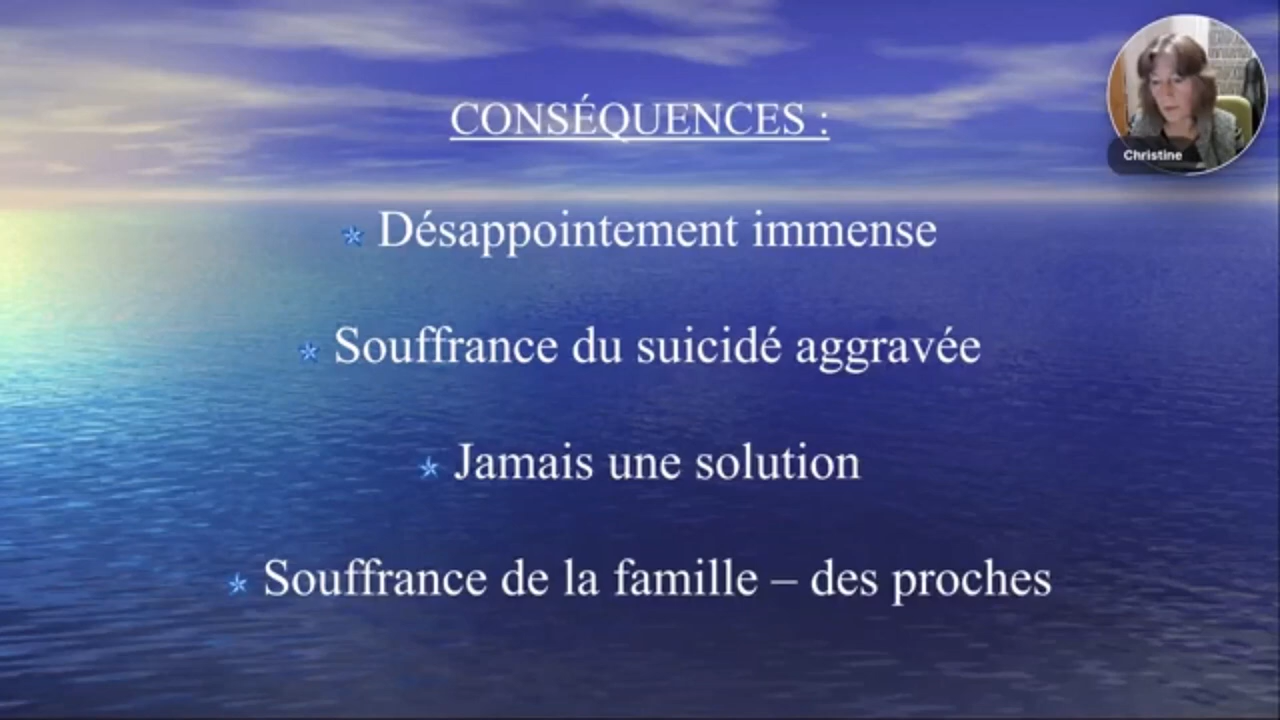 CONSÉQUENCES :
Christine
Désappointement immense
Souffrance du suicidé aggravée
Jamais une solution
Souffrance de la famille – des proches